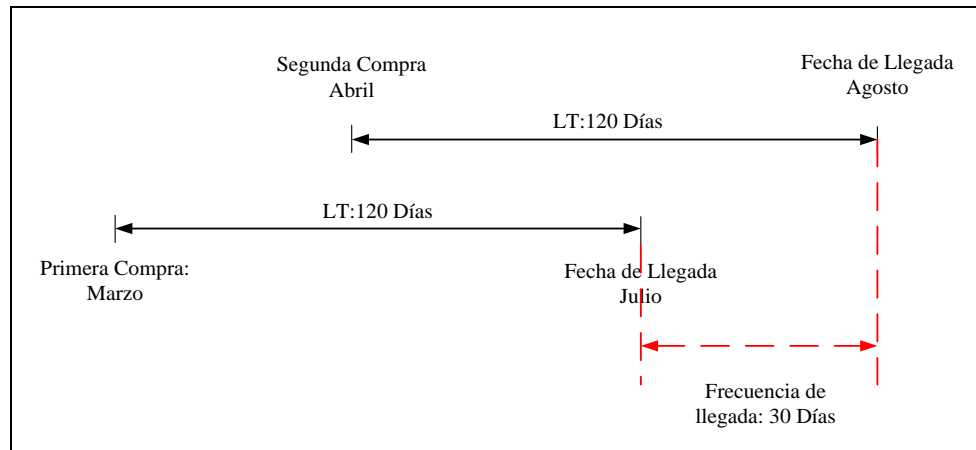 Segunda Compra
Abril
Fecha de Llegada
Agosto
LT:120 Días
LT:120 Días
Primera Compra:
Marzo
Fecha de Llegada
Julio
Frecuencia de
llegada: 30 Días